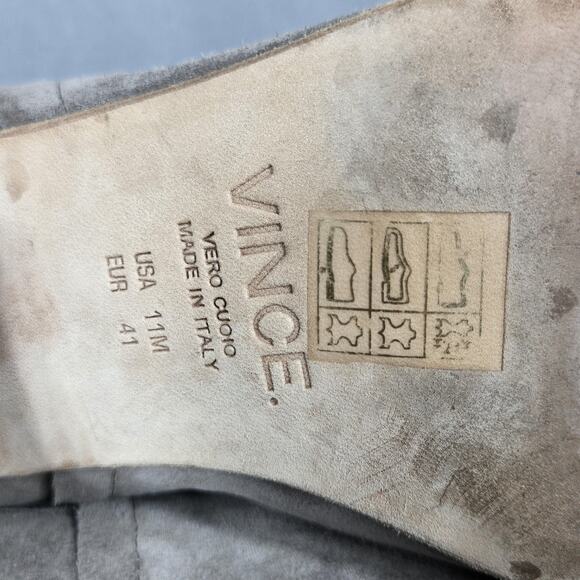 VINCE.
VERO CUOIO
MADE IN ITALY
USA 11M
EUR 41